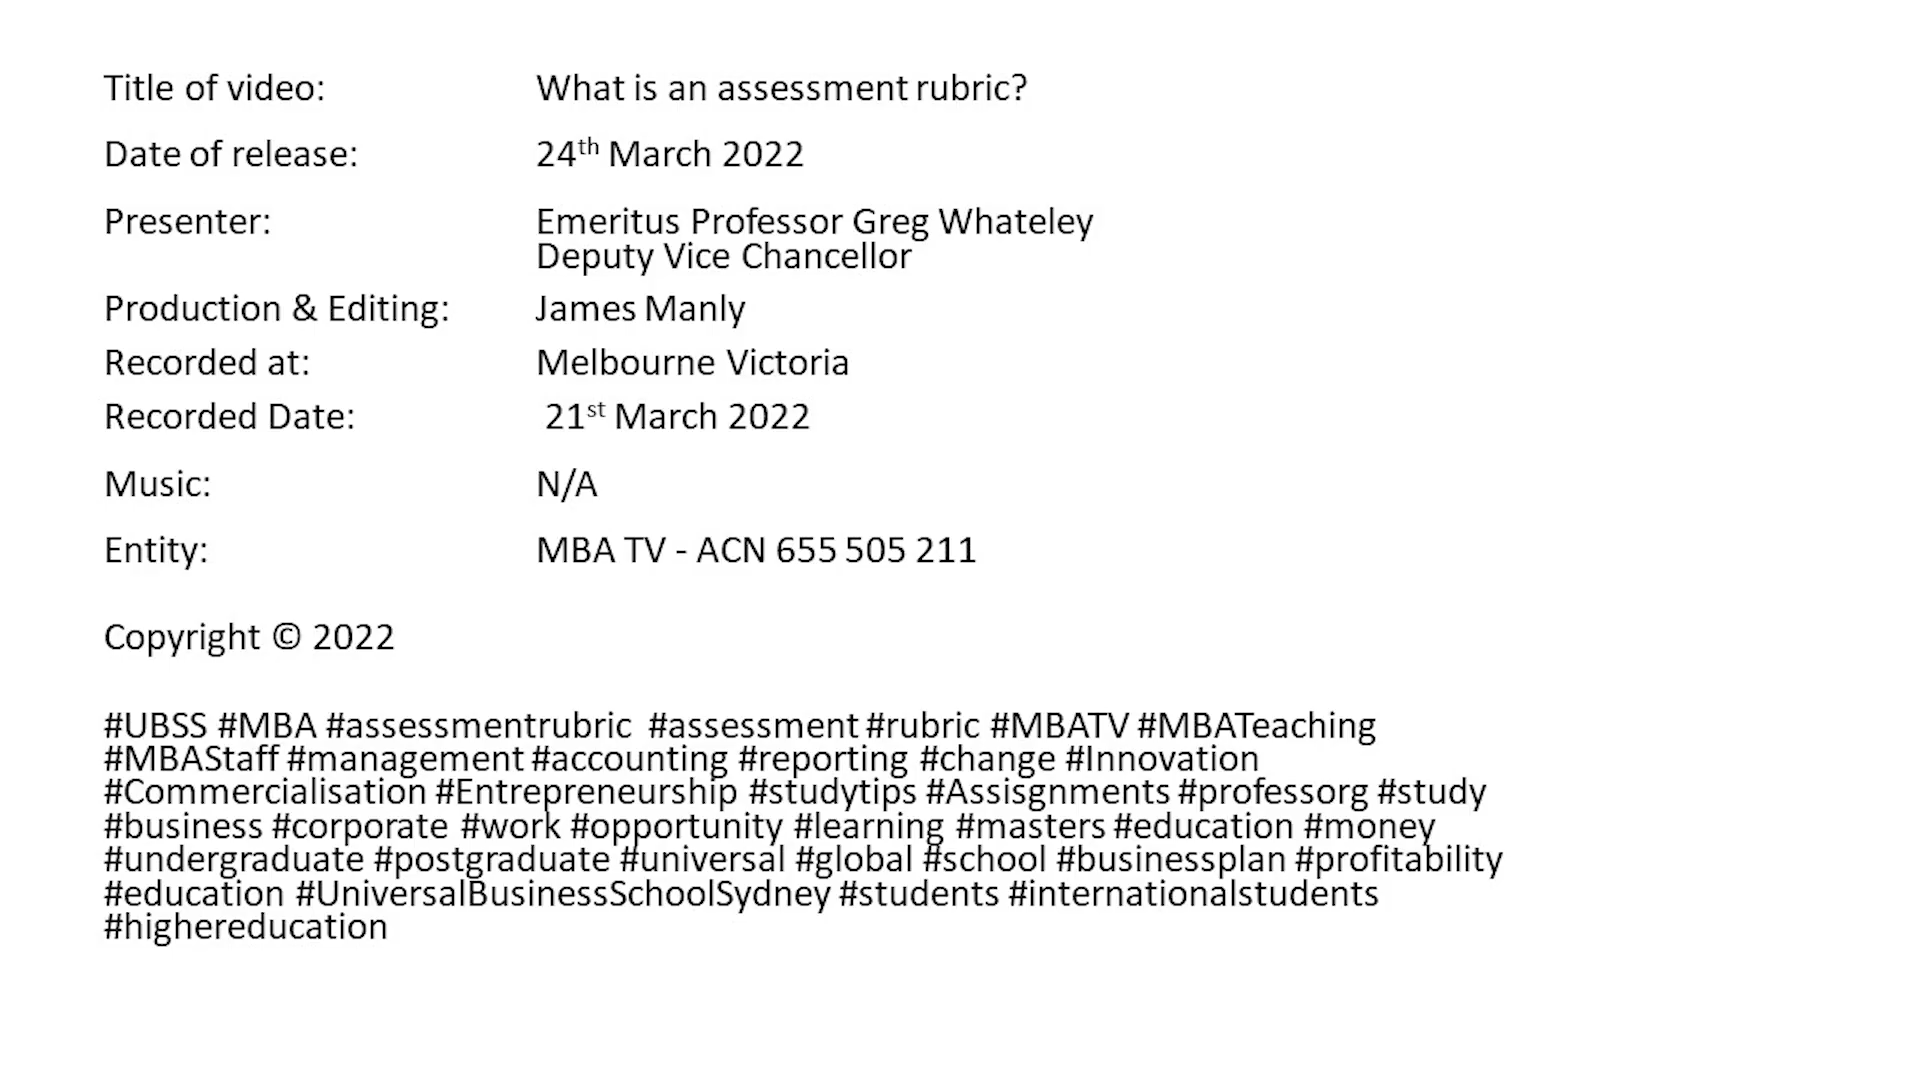 Title of video: What is an assessment rubric?
Date of release: 24th March 2022
Presenter: Emeritus Professor Greg Whateley
Deputy Vice Chancellor
Production & Editing: James Manly
Recorded at: Melbourne Victoria
Recorded Date: 21st March 2022
Music: N/A
Entity: MBA TV - ACN 655 505 211
Copyright © 2022
#UBSS #MBA #assessmentrubric #assessment #rubric #MBATV #MBATeaching
#MBAStaff #management #accounting #reporting #change #Innovation
#Commercialisation #Entrepreneurship #studytips #Assisgnments #professorg #study
#business #corporate #work #opportunity #learning #masters #education #money
#undergraduate #postgraduate #universal #global #school #businessplan #profitability
#education #UniversalBusinessSchoolSydney #students #internationalstudents
#highereducation